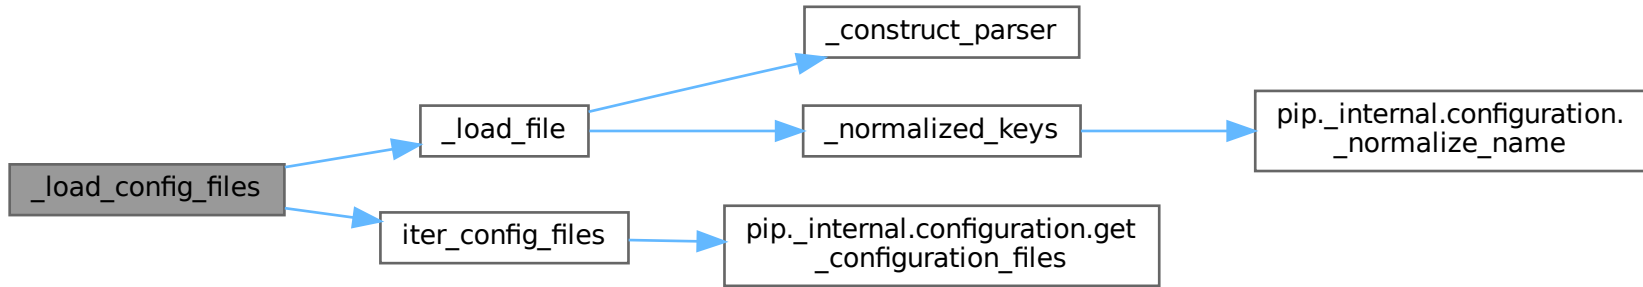 _construct_parser
_load_file
_normalized_keys
pip._internal.configuration.
_normalize_name
_load_config_files
iter_config_files
pip._internal.configuration.get
_configuration_files